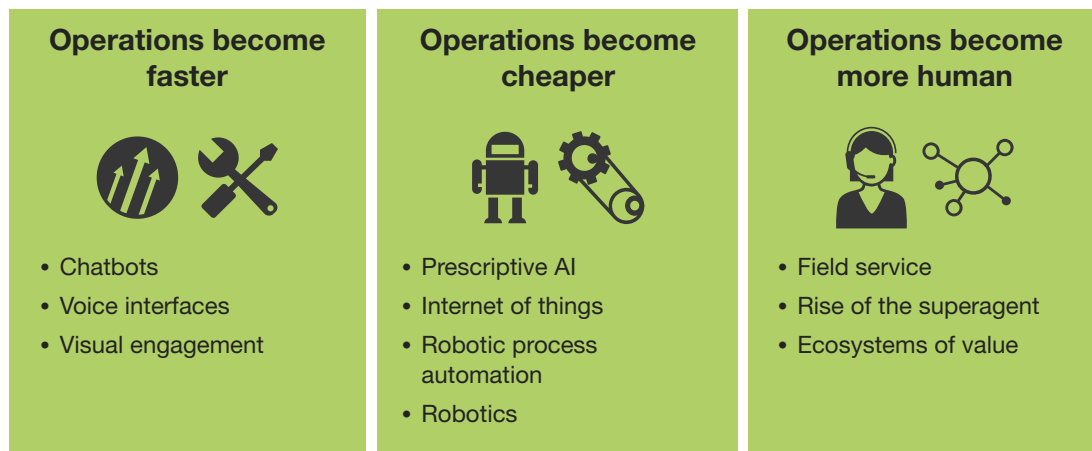 Operations become
faster
• Chatbots
• Voice interfaces
• Visual engagement
Operations become
cheaper
• Prescriptive AI
• Internet of things
• Robotic process
automation
• Robotics
Operations become
more human
• Field service
• Rise of the superagent
• Ecosystems of value